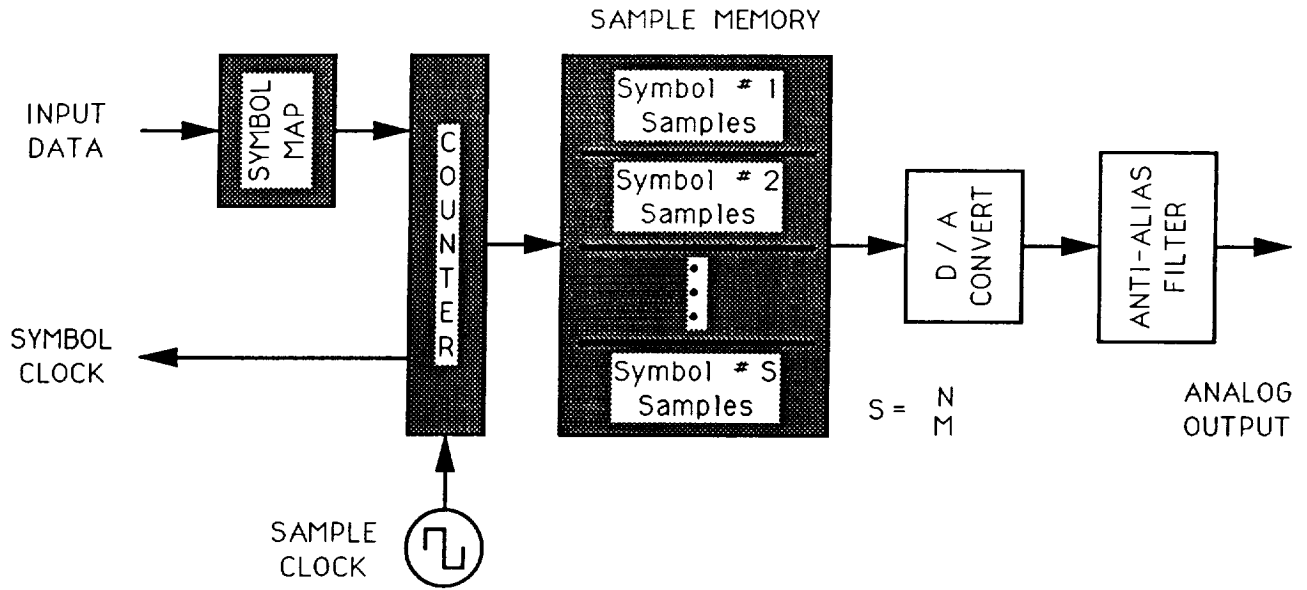 SAMPLE MEMORY
INPUT
DATA
SYMBOL
MAP
COUNTER
Symbol # 1
Samples
Symbol # 2
Samples
Symbol # S
Samples
D / A
CONVERT
ANTI-ALIAS
FILTER
SYMBOL
CLOCK
S = N
M
ANALOG
OUTPUT
SAMPLE
CLOCK